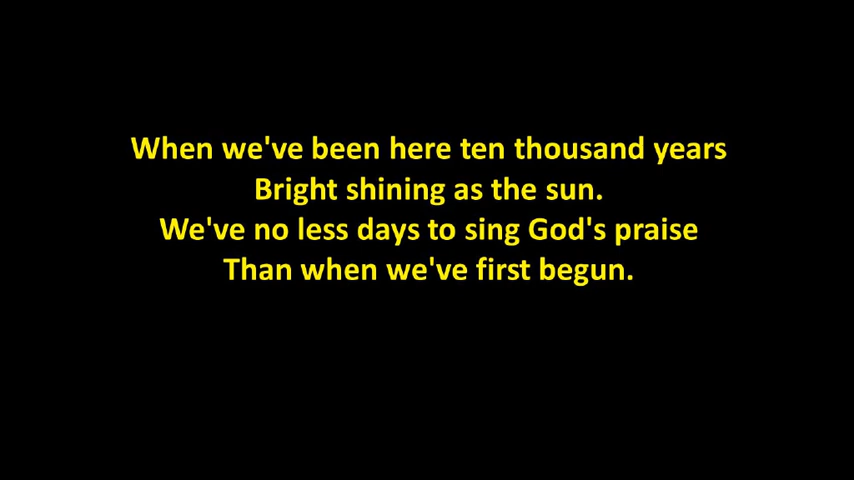 When we've been here ten thousand years
Bright shining as the sun.
We've no less days to sing God's praise
Than when we've first begun.